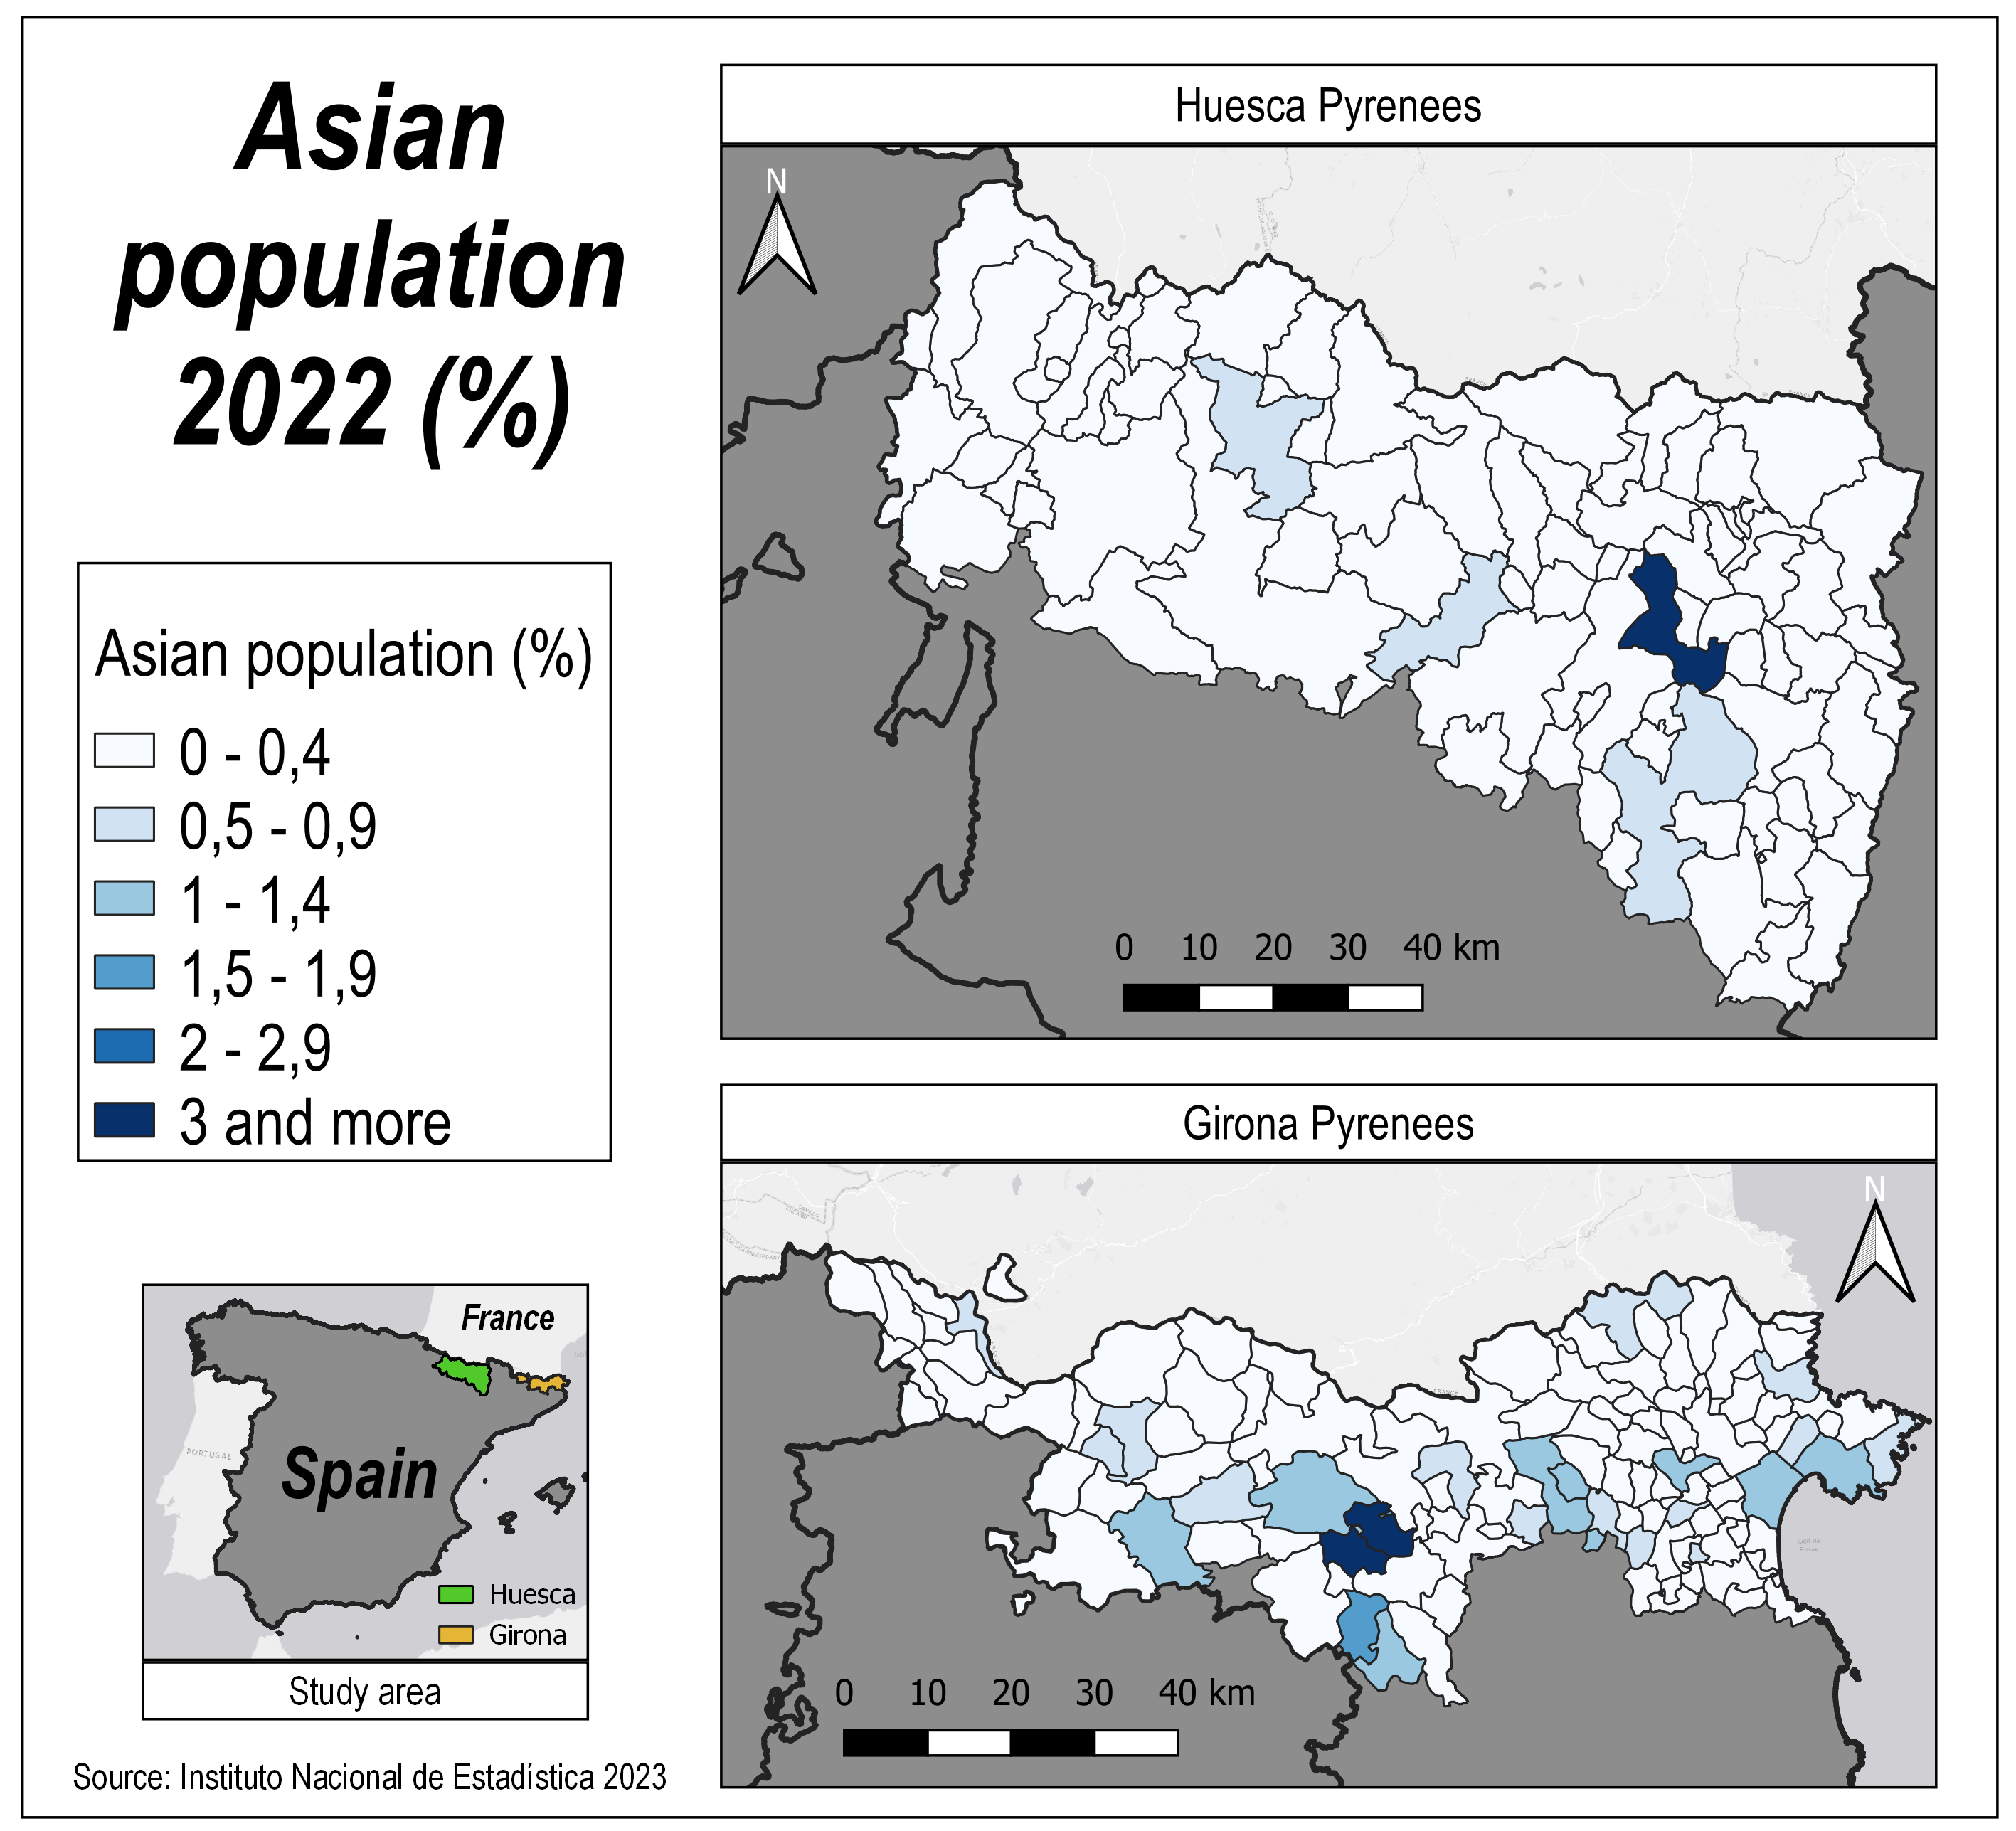 Asian
population
2022 (%)
Asian population (%)
0 - 0,4
0,5 - 0,9
1 - 1,4
1,5 - 1,9
2 - 2,9
3 and more
France
PORTUGAL
Spain
Huesca
Girona
Study area
Source: Instituto Nacional de Estadística 2023
Huesca Pyrenees
N
0 10 20 30 40 km
Girona Pyrenees
N
0 10 20 30 40 km